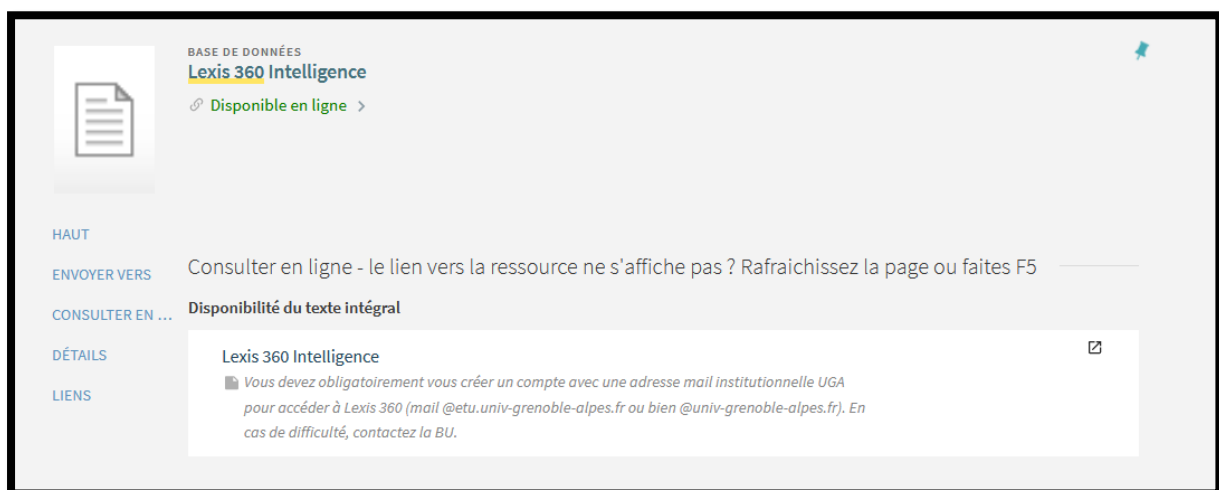 BASE DE DONNÉES
Lexis 360 Intelligence
Disponible en ligne >
HAUT
ENVOYER VERS
CONSULTER EN ...
DÉTAILS
LIENS
Consulter en ligne - le lien vers la ressource ne s'affiche pas ? Rafraichissez la page ou faites F5
Disponibilité du texte intégral
Lexis 360 Intelligence
Vous devez obligatoirement vous créer un compte avec une adresse mail institutionnelle UGA
pour accéder à Lexis 360 (mail @etu.univ-grenoble-alpes.fr ou bien @univ-grenoble-alpes.fr). En
cas de difficulté, contactez la BU.